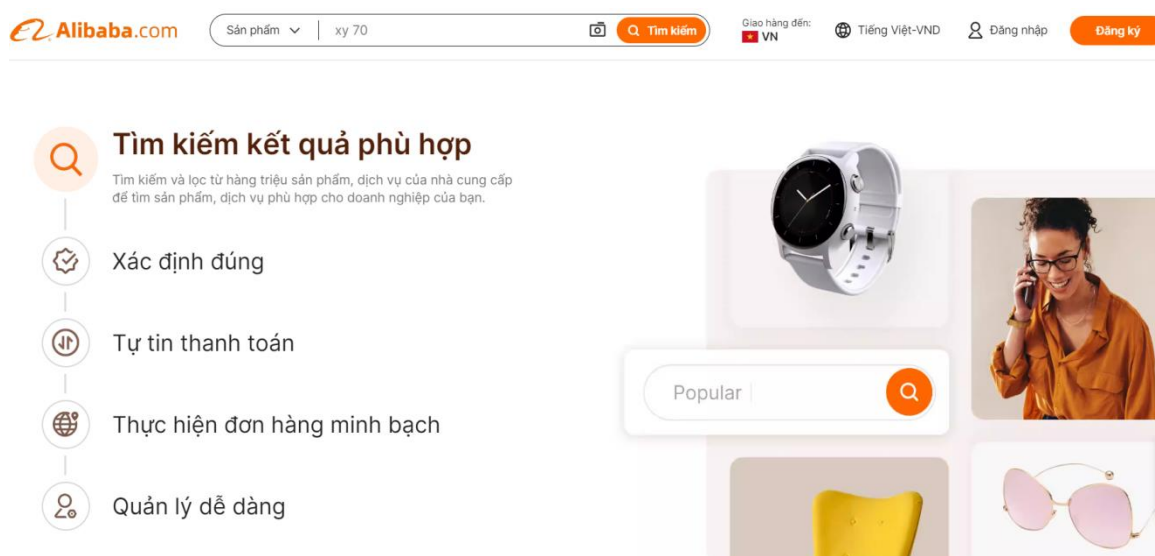 Alibaba.com
Sản phẩm
xy 70
Tìm kiếm
Giao hàng đến:
VN
Tiếng Việt-VND
Đăng nhập
Đăng ký
Tìm kiếm kết quả phù hợp
Tìm kiếm và lọc từ hàng triệu sản phẩm, dịch vụ của nhà cung cấp
để tìm sản phẩm, dịch vụ phù hợp cho doanh nghiệp của bạn.
Xác định đúng
Tự tin thanh toán
Thực hiện đơn hàng minh bạch
Quản lý dễ dàng
Popular